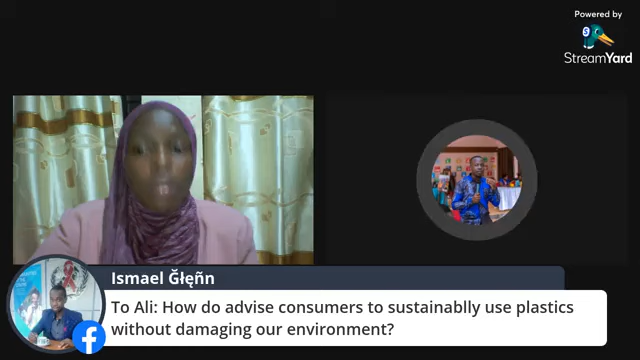 Powered by
StreamYard
Ismael Ğłęñn
To Ali: How do advise consumers to sustainablly use plastics
without damaging our environment?